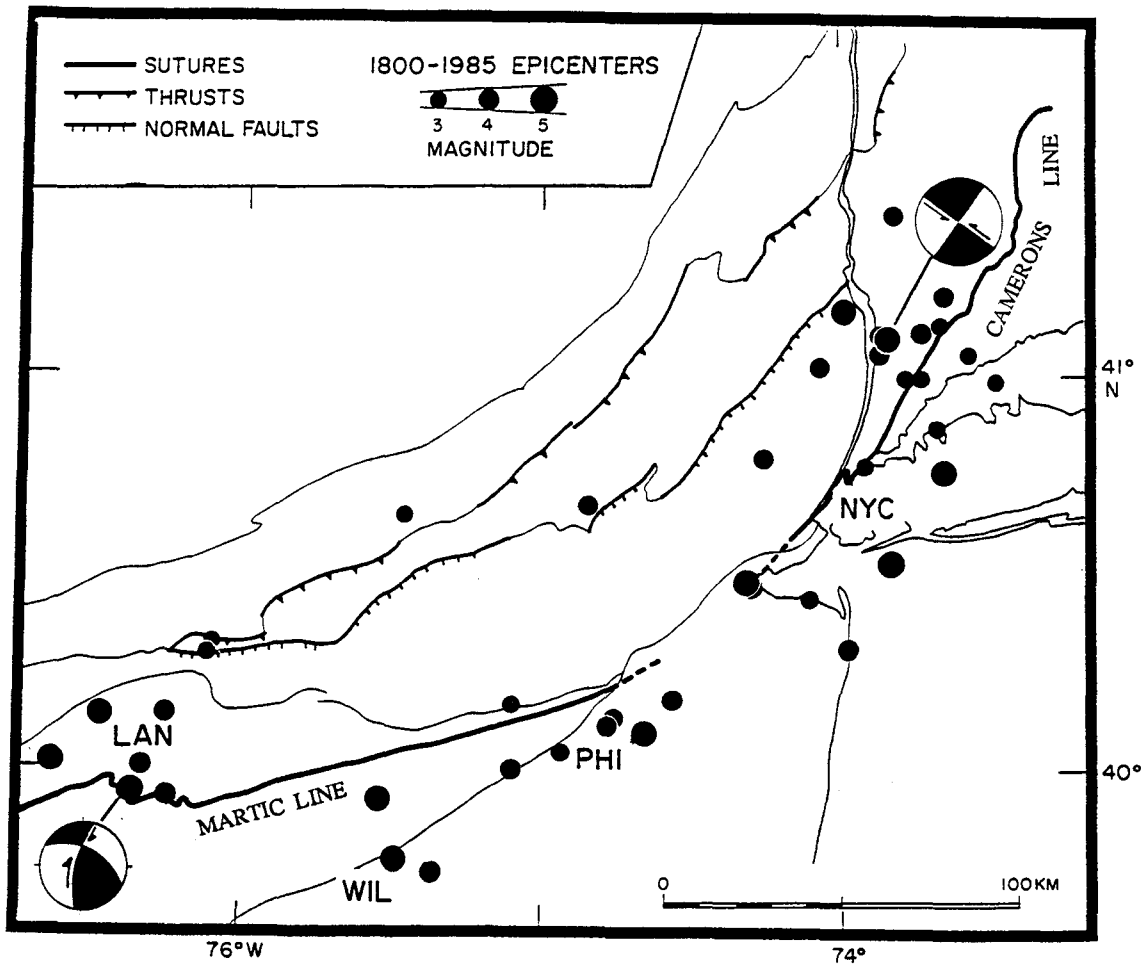 SUTURES
THRUSTS
NORMAL FAULTS
1800-1985 EPICENTERS
3 4 5
MAGNITUDE
CAMERONS LINE
41°
N
NYC
LAN
PHI
40°
MARTIC LINE
WIL
0 100KM
76°W
74°